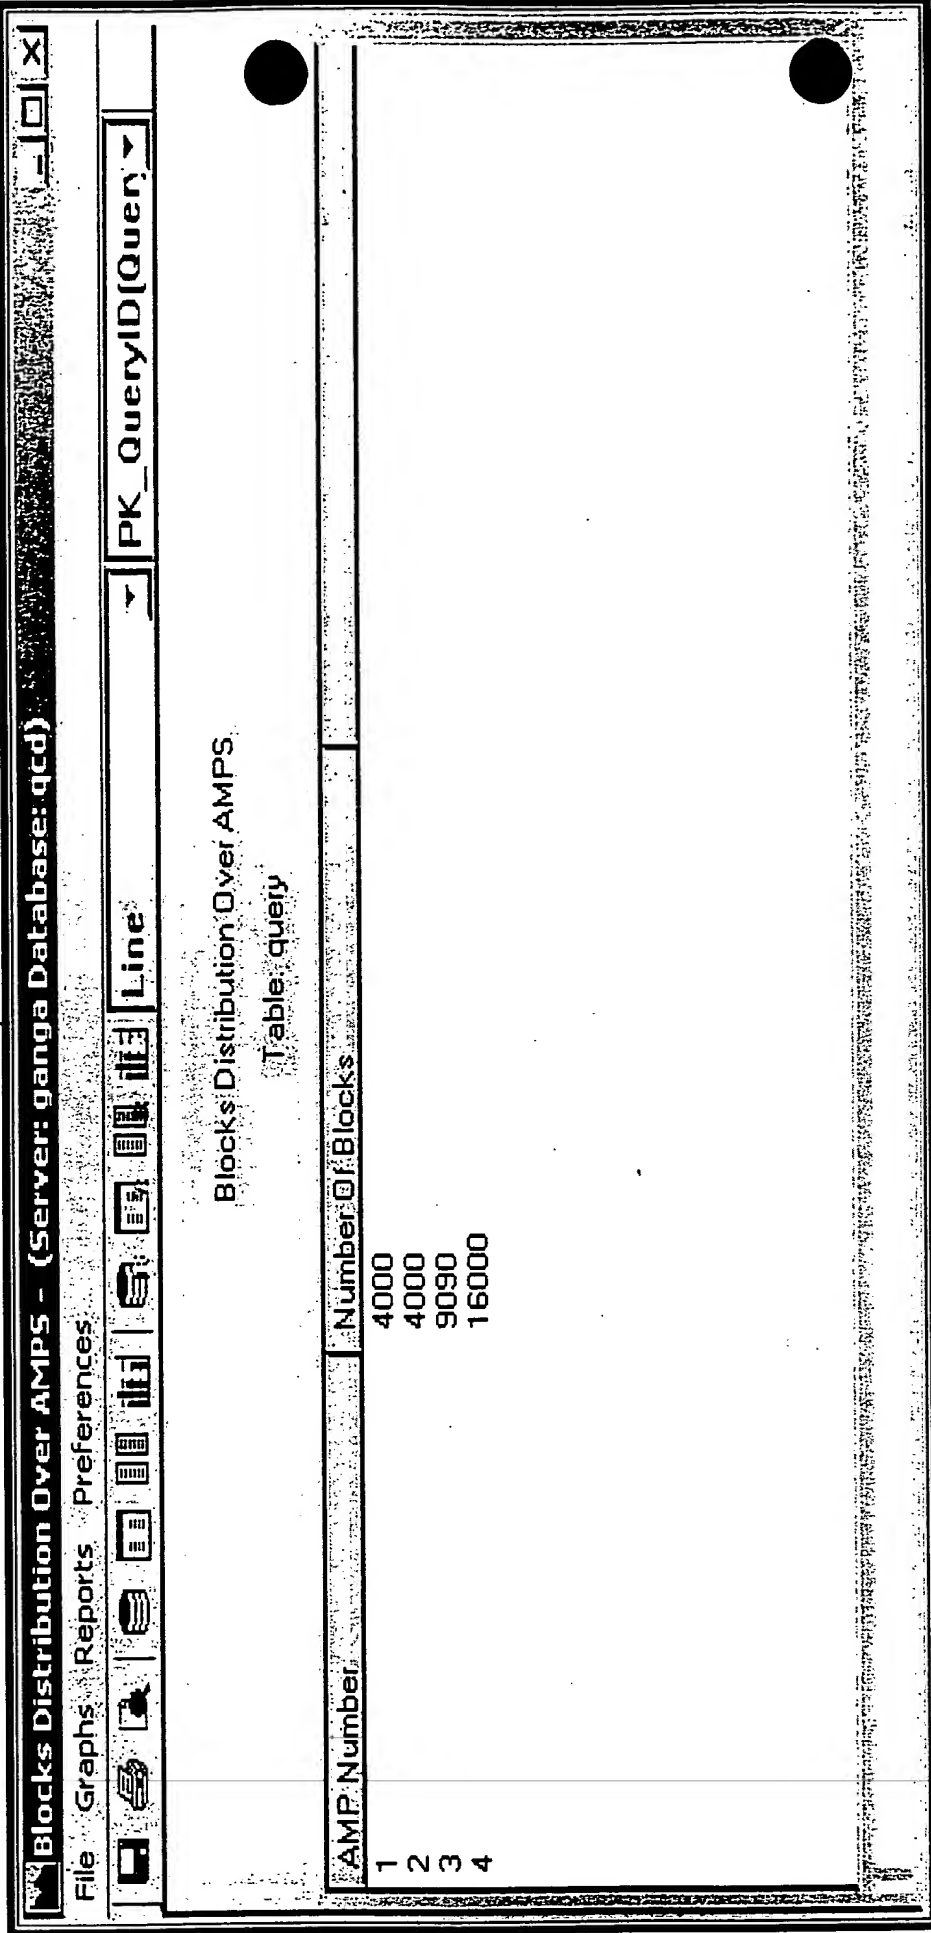 Blocks Distribution Over AMPS - (Server: ganga Database: qcd)
File Graphs Reports Preferences
Line PK_QueryID(Query
Blocks Distribution Over AMPS
Table: query
AMP Number Number Of Blocks
1 4000
2 4000
3 9090
4 16000